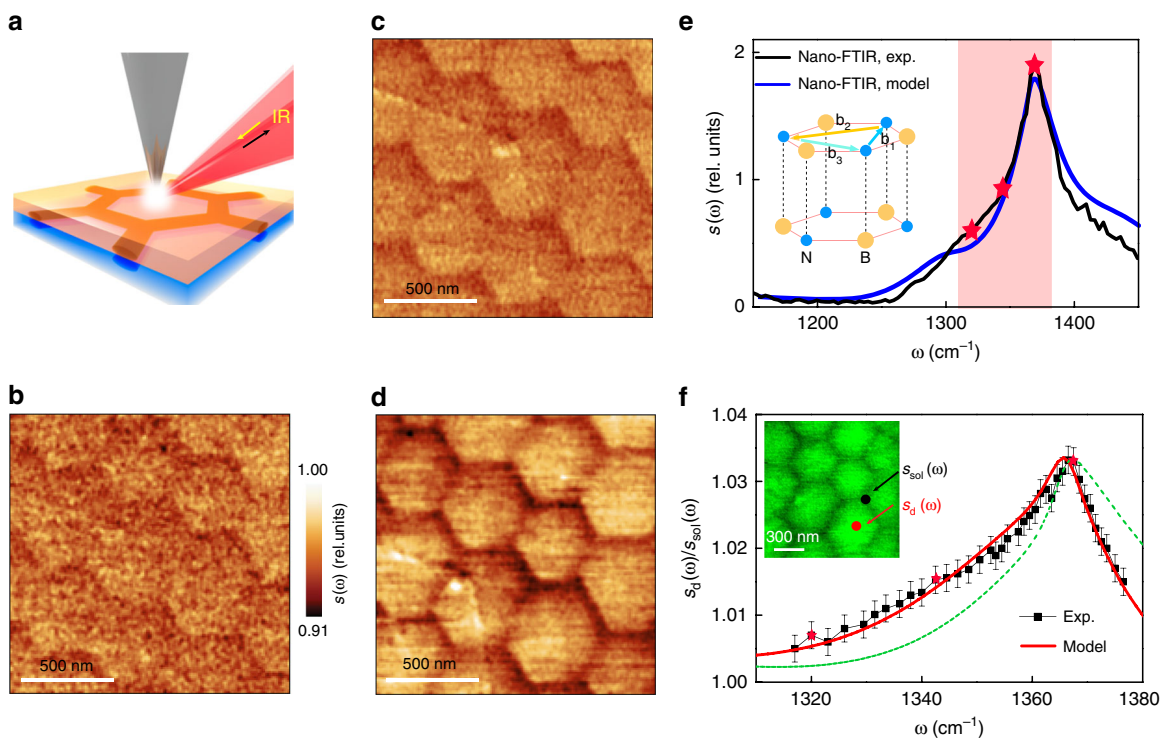 a
IR
b
500 nm
1.00
s(ω) (rel.units)
0.91
c
500 nm
d
500 nm
e
2
1
0
s(ω) (rel. units)
Nano-FTIR, exp.
Nano-FTIR, model
b2
b1
b3
N
B
1200
1300
1400
ω (cm−1)
f
1.04
1.03
1.02
1.01
1.00
sd(ω)/ssol(ω)
ssol(ω)
sd(ω)
300 nm
Exp.
Model
1320
1340
1360
1380
ω (cm−1)